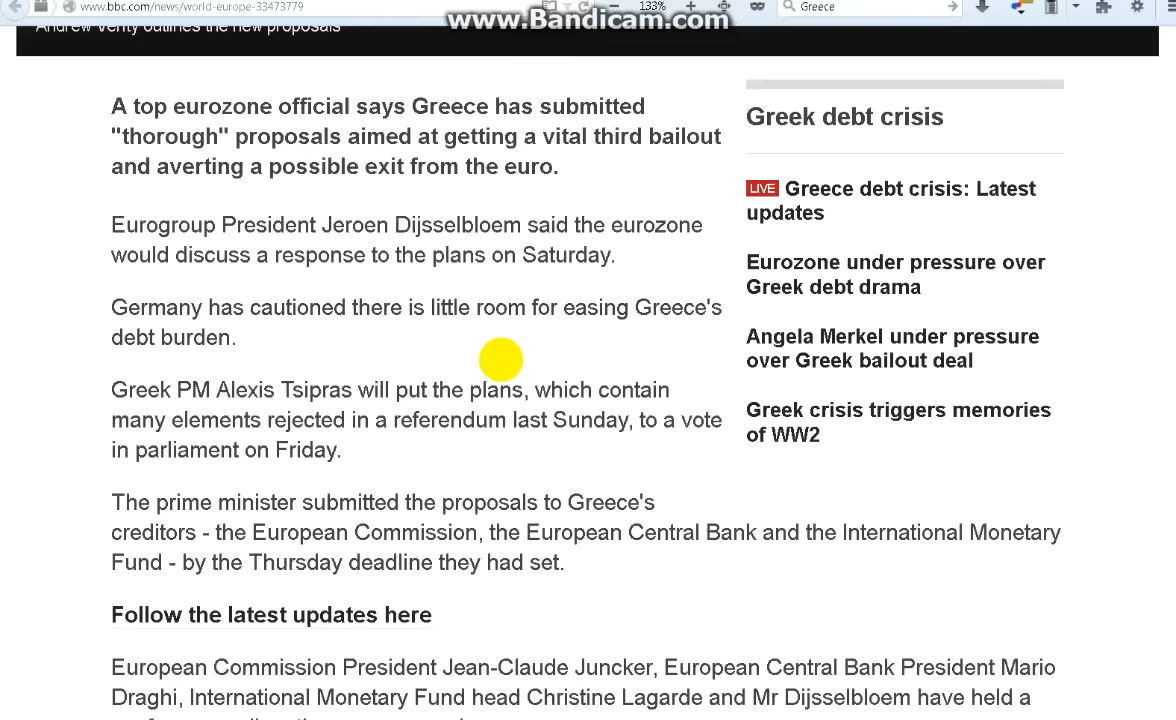 www.bbc.com/news/world-europe-33473779
133%
Greece
www.Bandicam.com
Andrew Verity outlines the new proposals
A top eurozone official says Greece has submitted
"thorough" proposals aimed at getting a vital third bailout
and averting a possible exit from the euro.
Eurogroup President Jeroen Dijsselbloem said the eurozone
would discuss a response to the plans on Saturday.
Germany has cautioned there is little room for easing Greece's
debt burden.
Greek PM Alexis Tsipras will put the plans, which contain
many elements rejected in a referendum last Sunday, to a vote
in parliament on Friday.
The prime minister submitted the proposals to Greece's
creditors - the European Commission, the European Central Bank and the International Monetary
Fund - by the Thursday deadline they had set.
Follow the latest updates here
European Commission President Jean-Claude Juncker, European Central Bank President Mario
Draghi, International Monetary Fund head Christine Lagarde and Mr Dijsselbloem have held a
Greek debt crisis
LIVE Greece debt crisis: Latest
updates
Eurozone under pressure over
Greek debt drama
Angela Merkel under pressure
over Greek bailout deal
Greek crisis triggers memories
of WW2